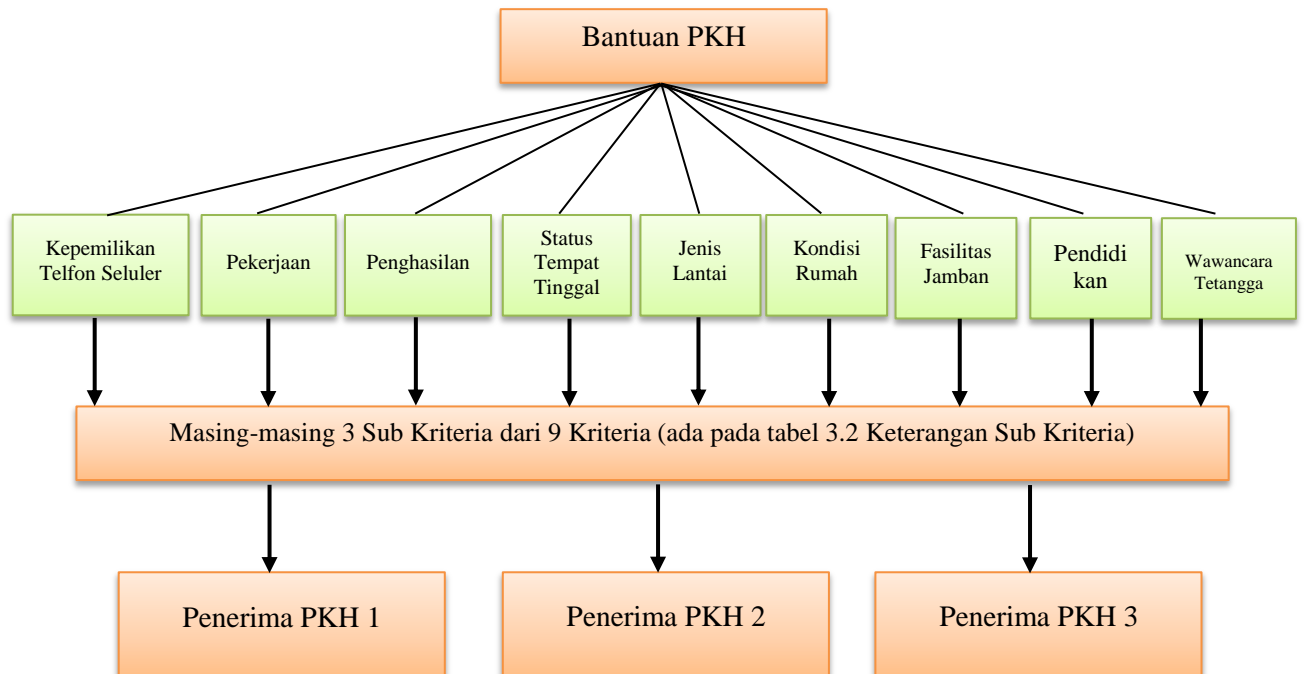 Bantuan PKH
Kepemilikan
Telfon Seluler
Pekerjaan
Penghasilan
Status
Tempat
Tinggal
Jenis
Lantai
Kondisi
Rumah
Fasilitas
Jamban
Pendidi
kan
Wawancara
Tetangga
Masing-masing 3 Sub Kriteria dari 9 Kriteria (ada pada tabel 3.2 Keterangan Sub Kriteria)
Penerima PKH 1
Penerima PKH 2
Penerima PKH 3